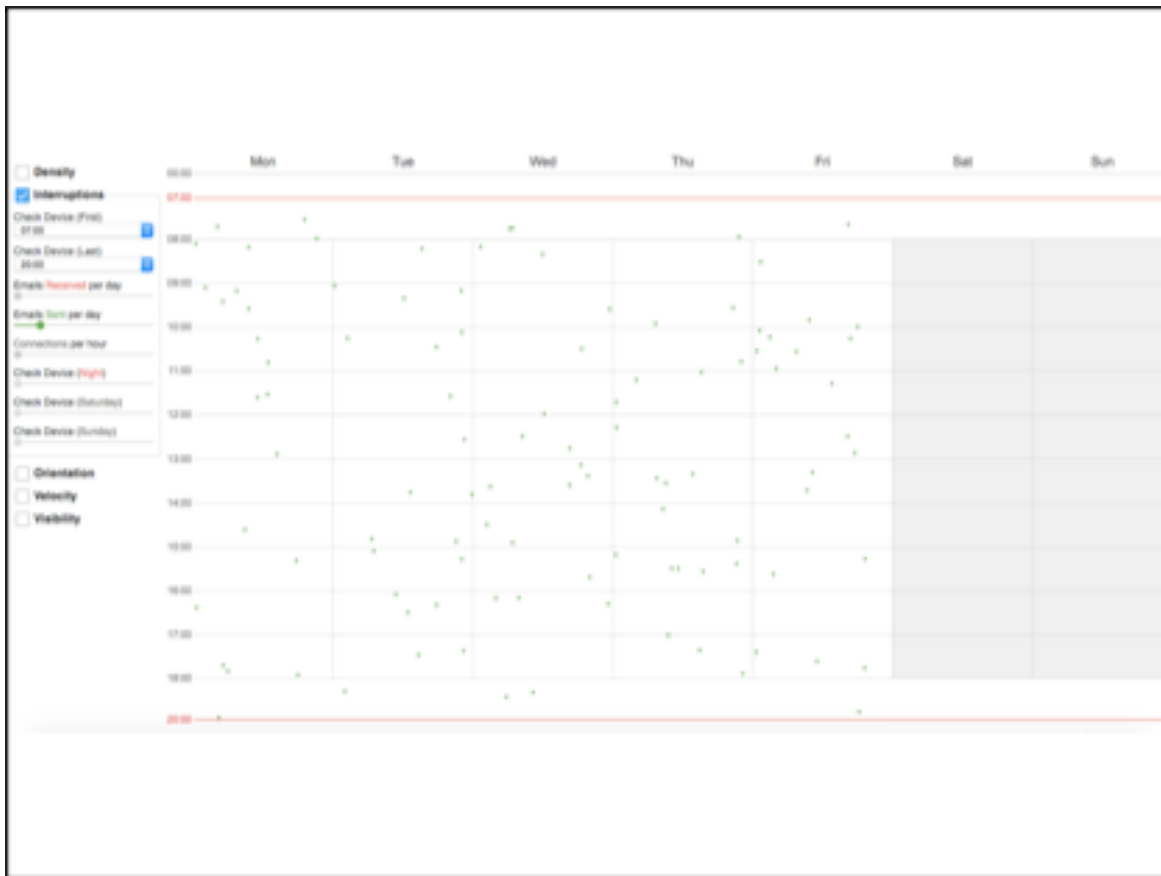 Mon Tue Wed Thu Fri Sat Sun
Density
00:00
Interruptions
07:00
Check Device (First)
07:00
08:00
Check Device (Last)
20:00
09:00
Emails Received per day
Emails Sent per day
10:00
Connections per hour
11:00
Check Device (Night)
Check Device (Saturday)
12:00
Check Device (Sunday)
13:00
Orientation
Velocity
14:00
Visibility
15:00
16:00
17:00
18:00
20:00